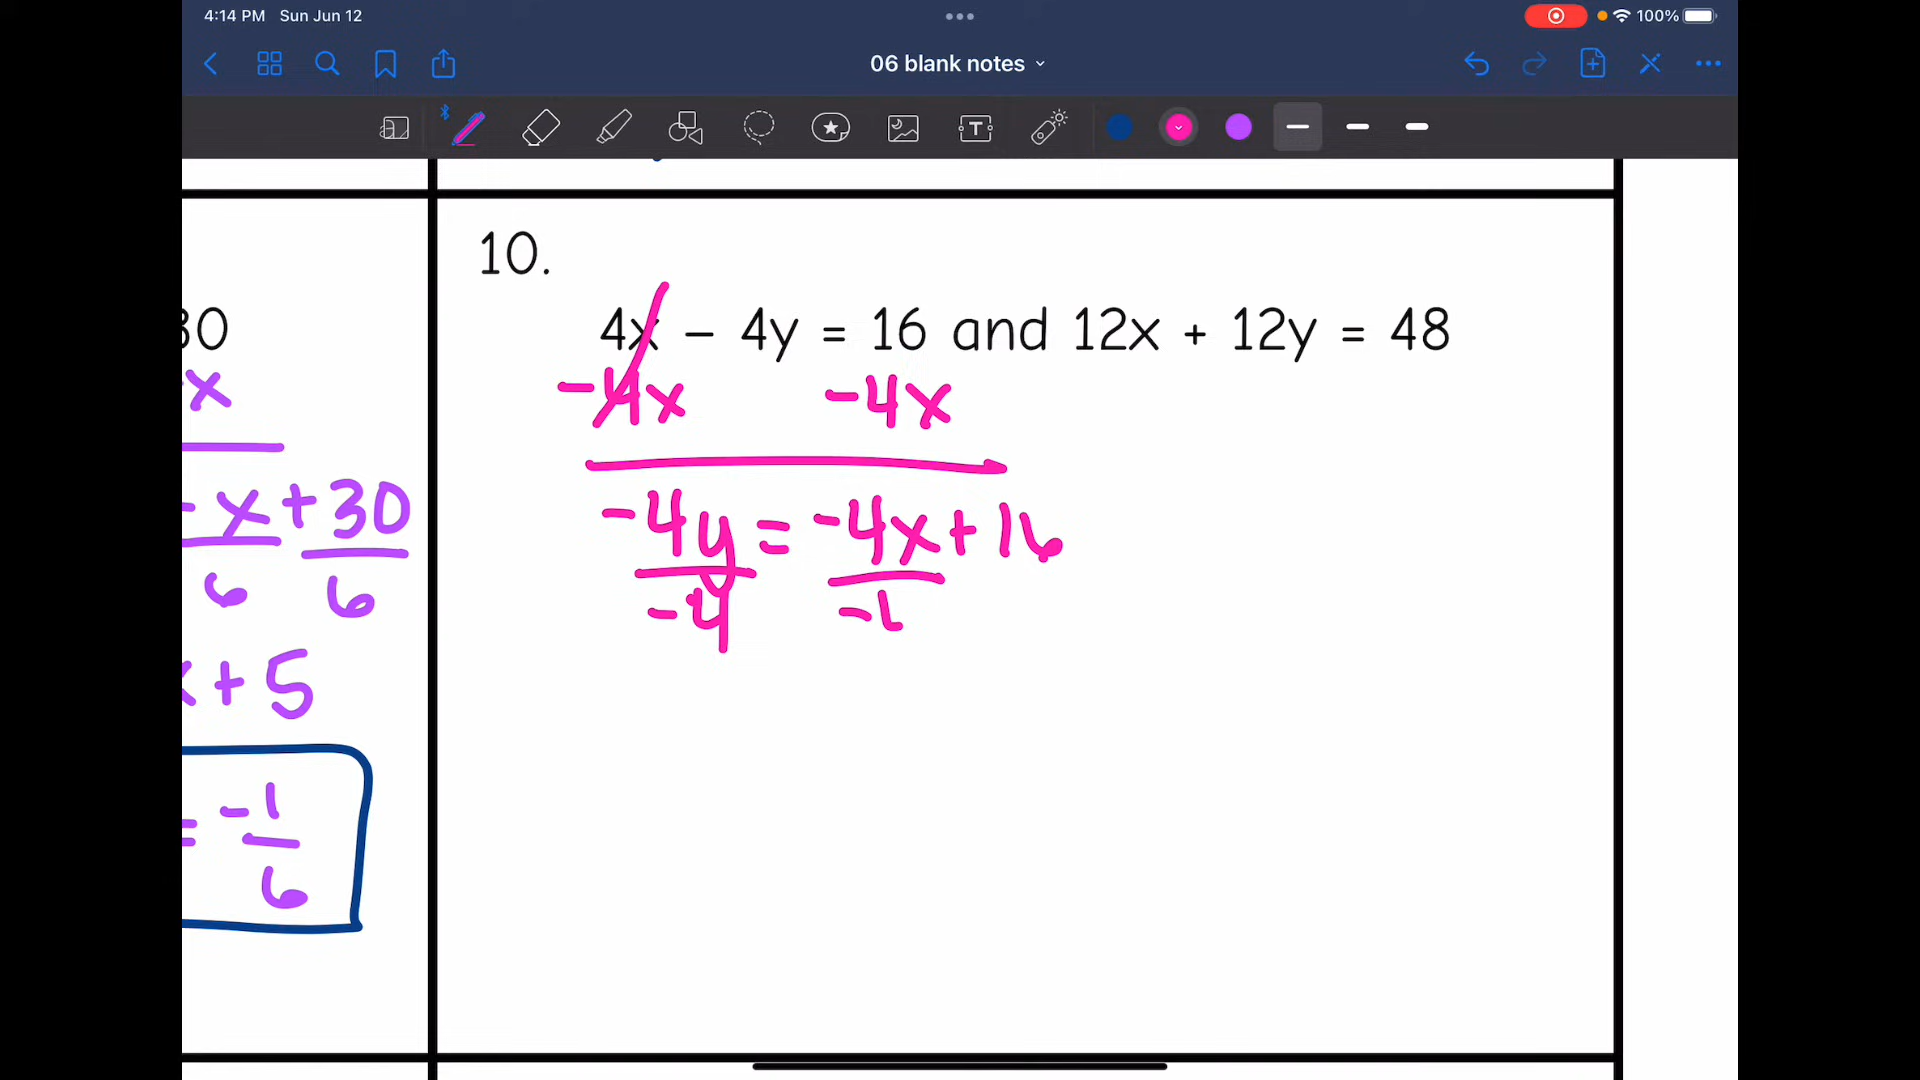 4:14 PM Sun Jun 12
100%
06 blank notes
T
10.
30
4x – 4y = 16 and 12x + 12y = 48
x
-4x -4x
-x+30
-4y = -4x+16
6 6
-4
x+5
= -1
6